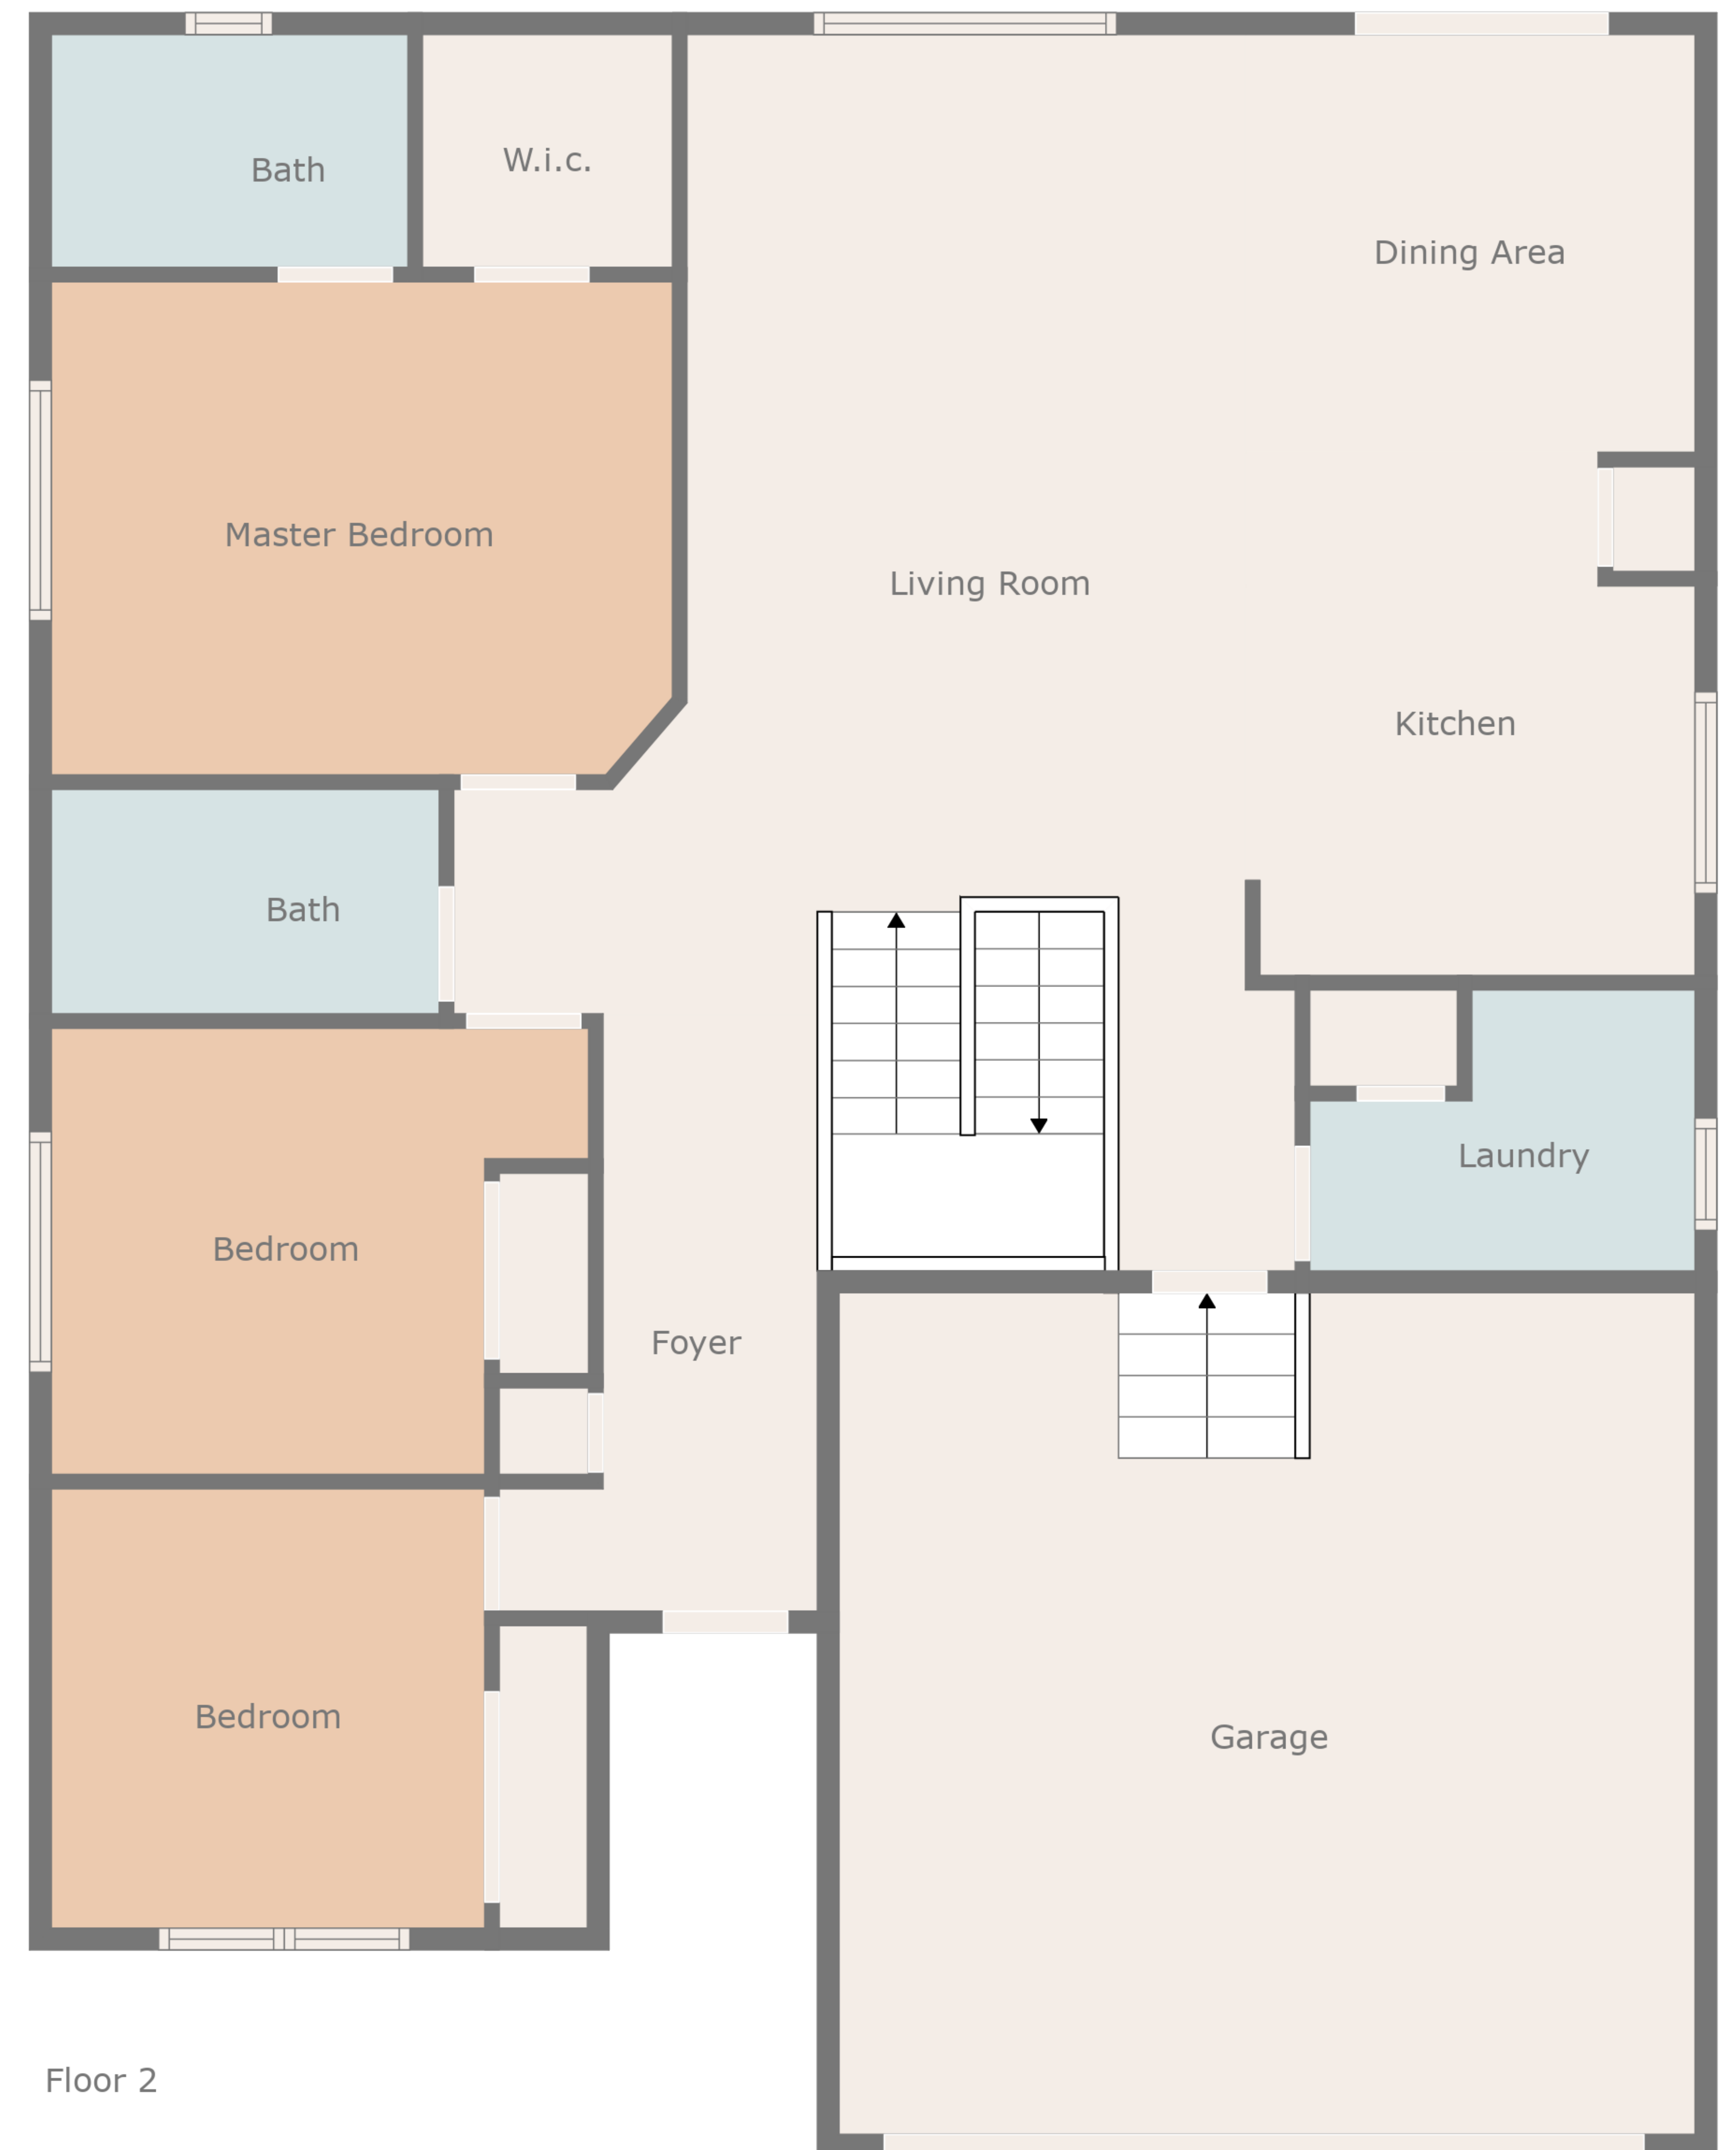 Bath
W.i.c.
Dining Area
Master Bedroom
Living Room
Kitchen
Bath
Laundry
Bedroom
Foyer
Bedroom
Garage
Floor 2